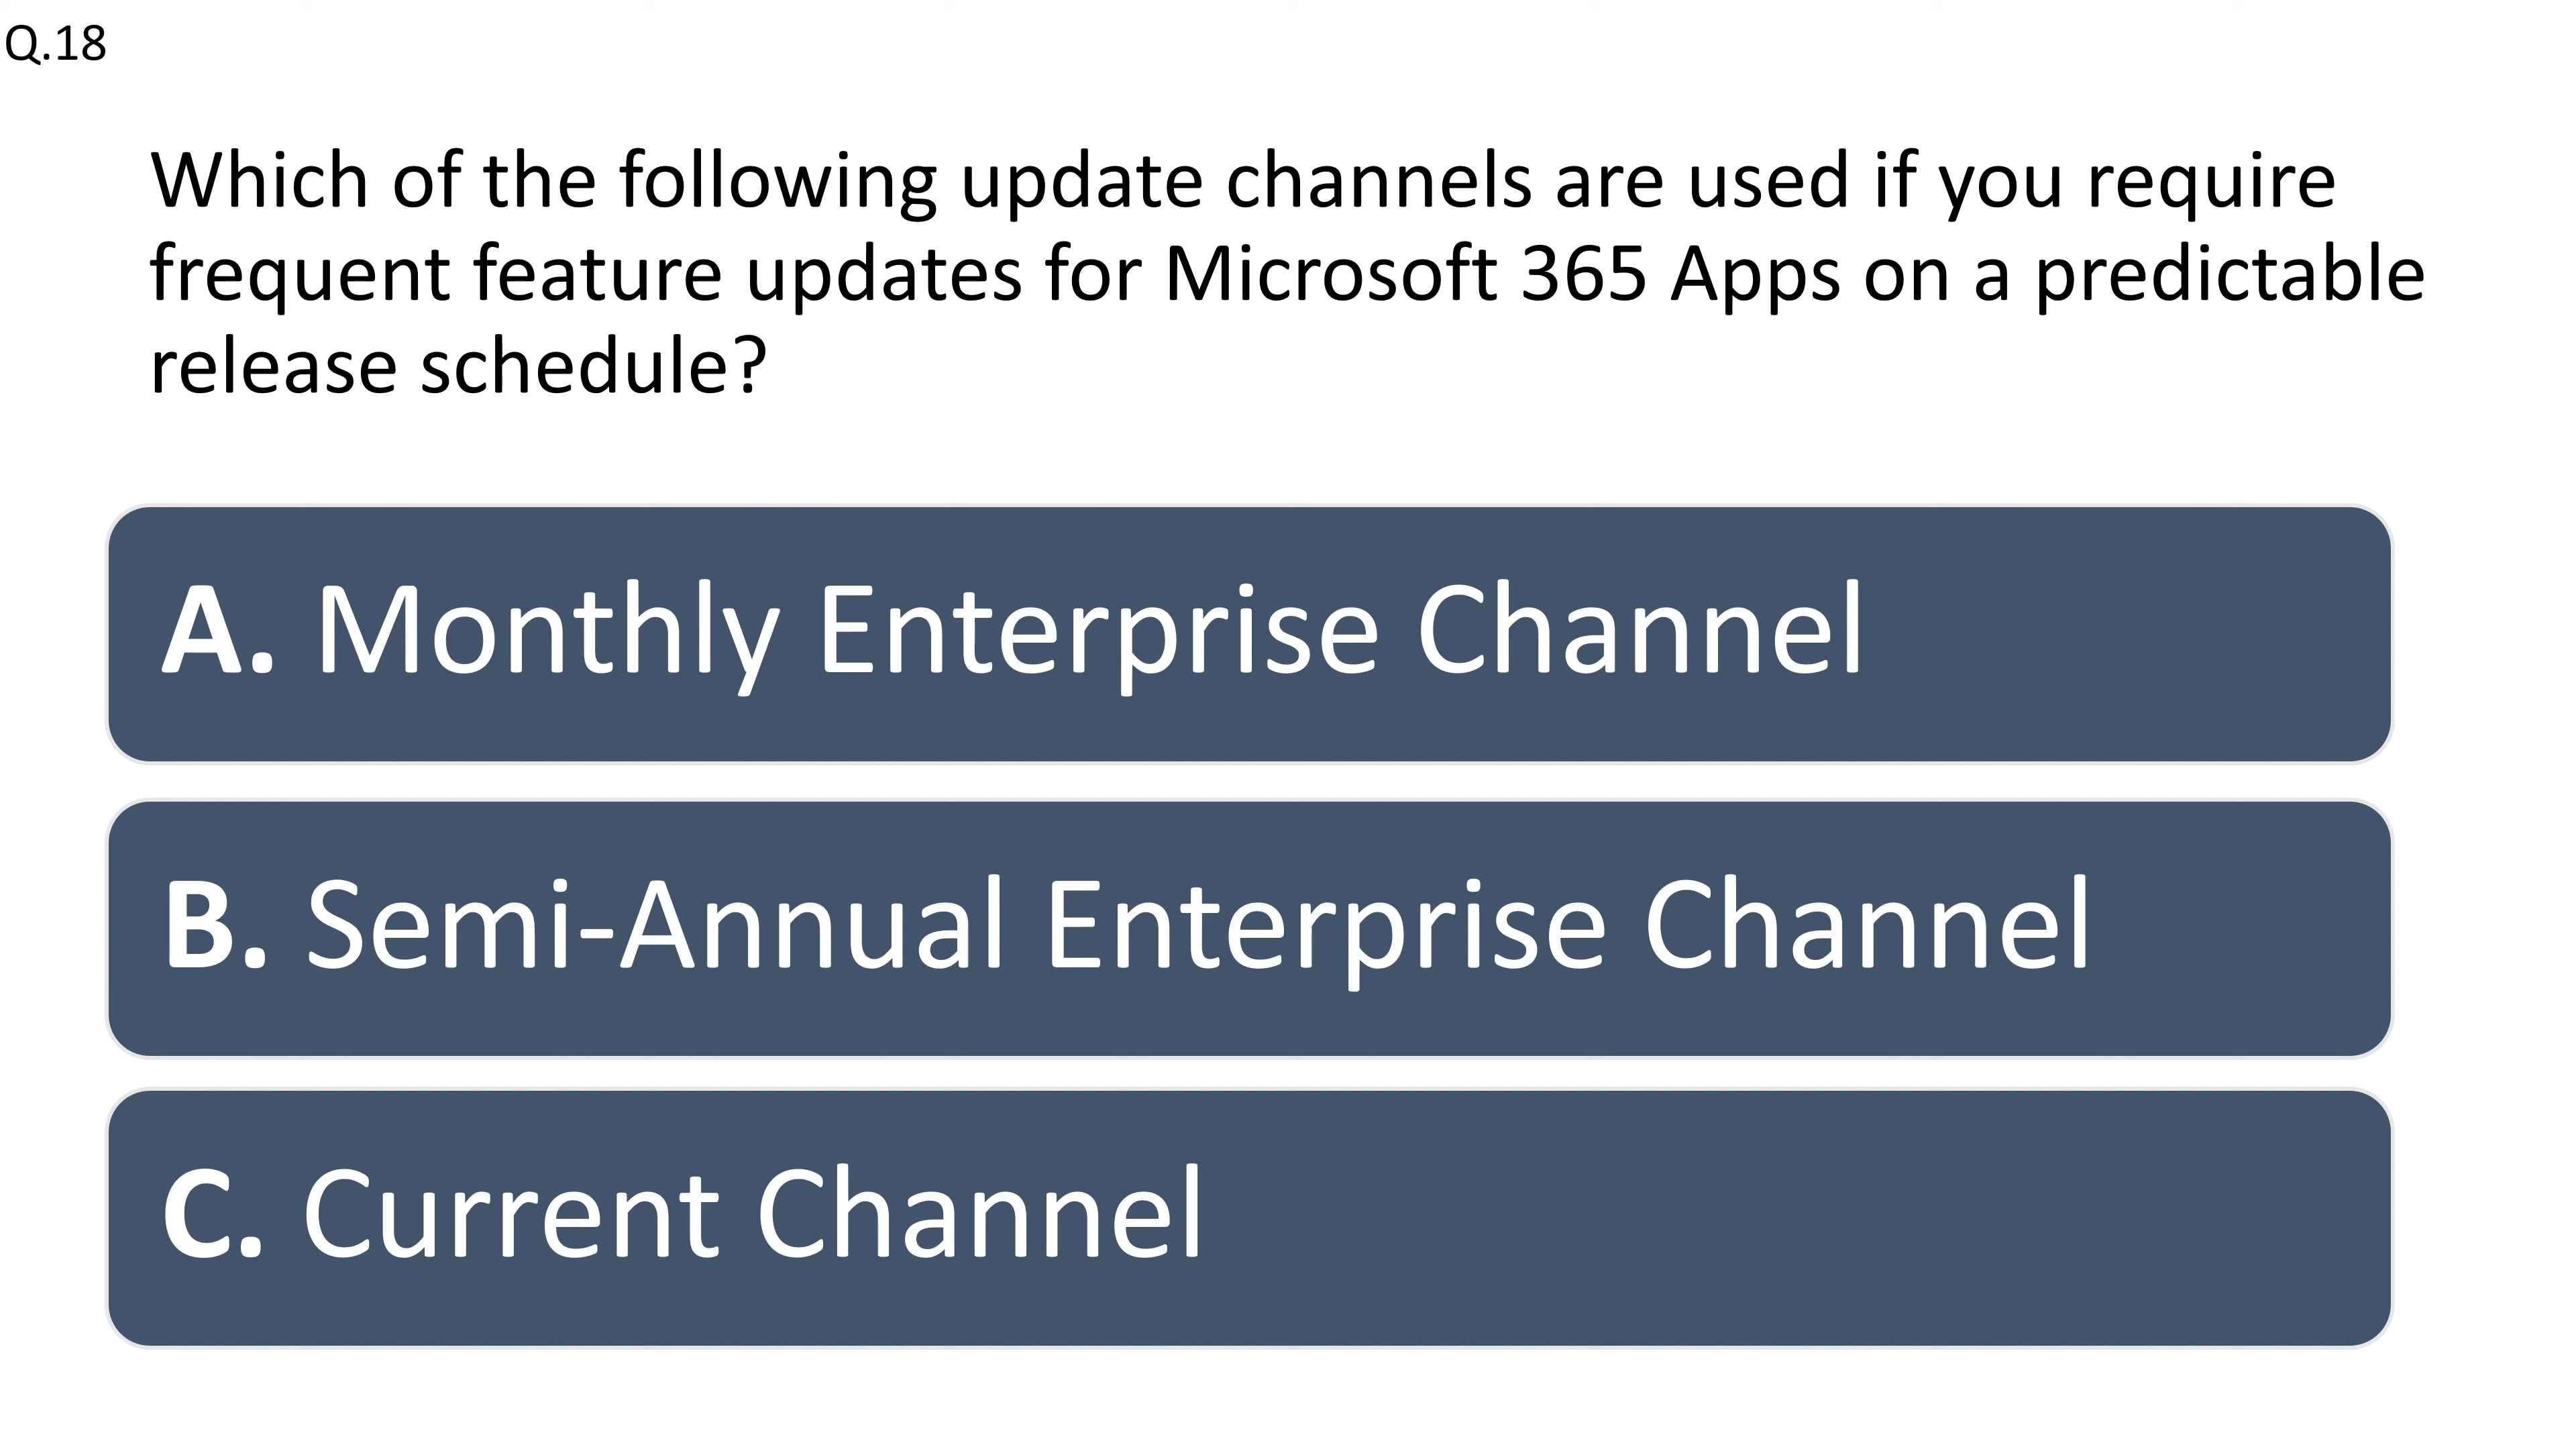 Q.18
Which of the following update channels are used if you require
frequent feature updates for Microsoft 365 Apps on a predictable
release schedule?
A. Monthly Enterprise Channel
B. Semi-Annual Enterprise Channel
C. Current Channel